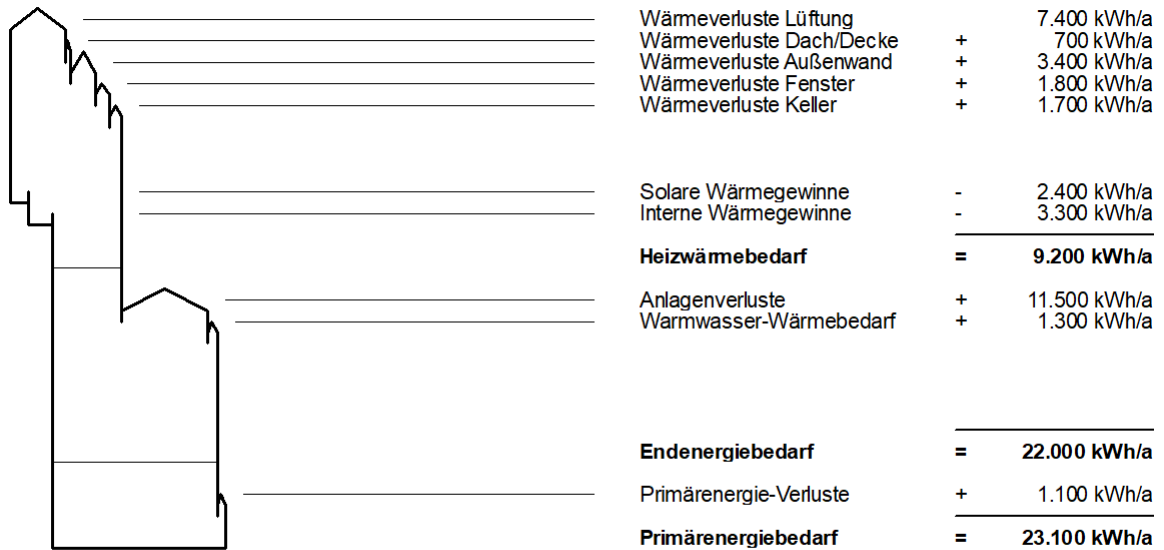 Wärmeverluste Lüftung 7.400 kWh/a
Wärmeverluste Dach/Decke + 700 kWh/a
Wärmeverluste Außenwand + 3.400 kWh/a
Wärmeverluste Fenster + 1.800 kWh/a
Wärmeverluste Keller + 1.700 kWh/a
Solare Wärmegewinne - 2.400 kWh/a
Interne Wärmegewinne - 3.300 kWh/a
Heizwärmebedarf = 9.200 kWh/a
Anlagenverluste + 11.500 kWh/a
Warmwasser-Wärmebedarf + 1.300 kWh/a
Endenergiebedarf = 22.000 kWh/a
Primärenergie-Verluste + 1.100 kWh/a
Primärenergiebedarf = 23.100 kWh/a